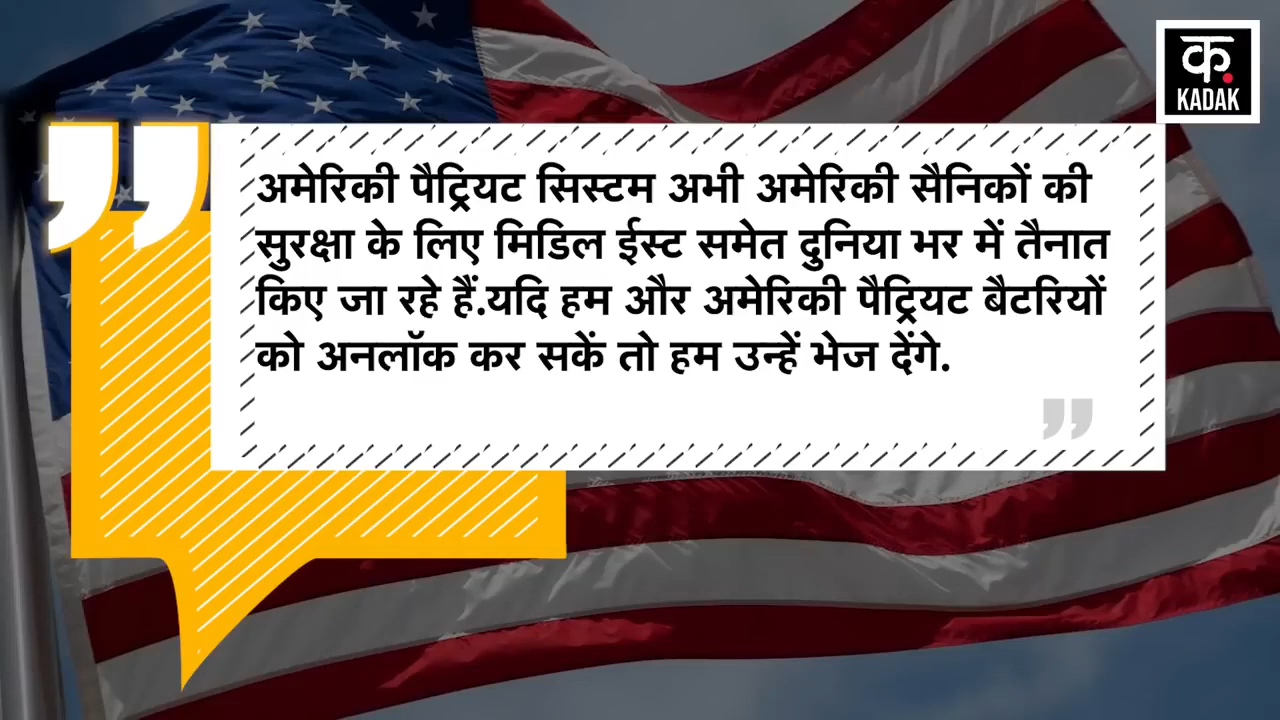 क
KADAK
अमेरिकी पैट्रियट सिस्टम अभी अमेरिकी सैनिकों की
सुरक्षा के लिए मिडिल ईस्ट समेत दुनिया भर में तैनात
किए जा रहे हैं.यदि हम और अमेरिकी पैट्रियट बैटरियों
को अनलॉक कर सकें तो हम उन्हें भेज देंगे.